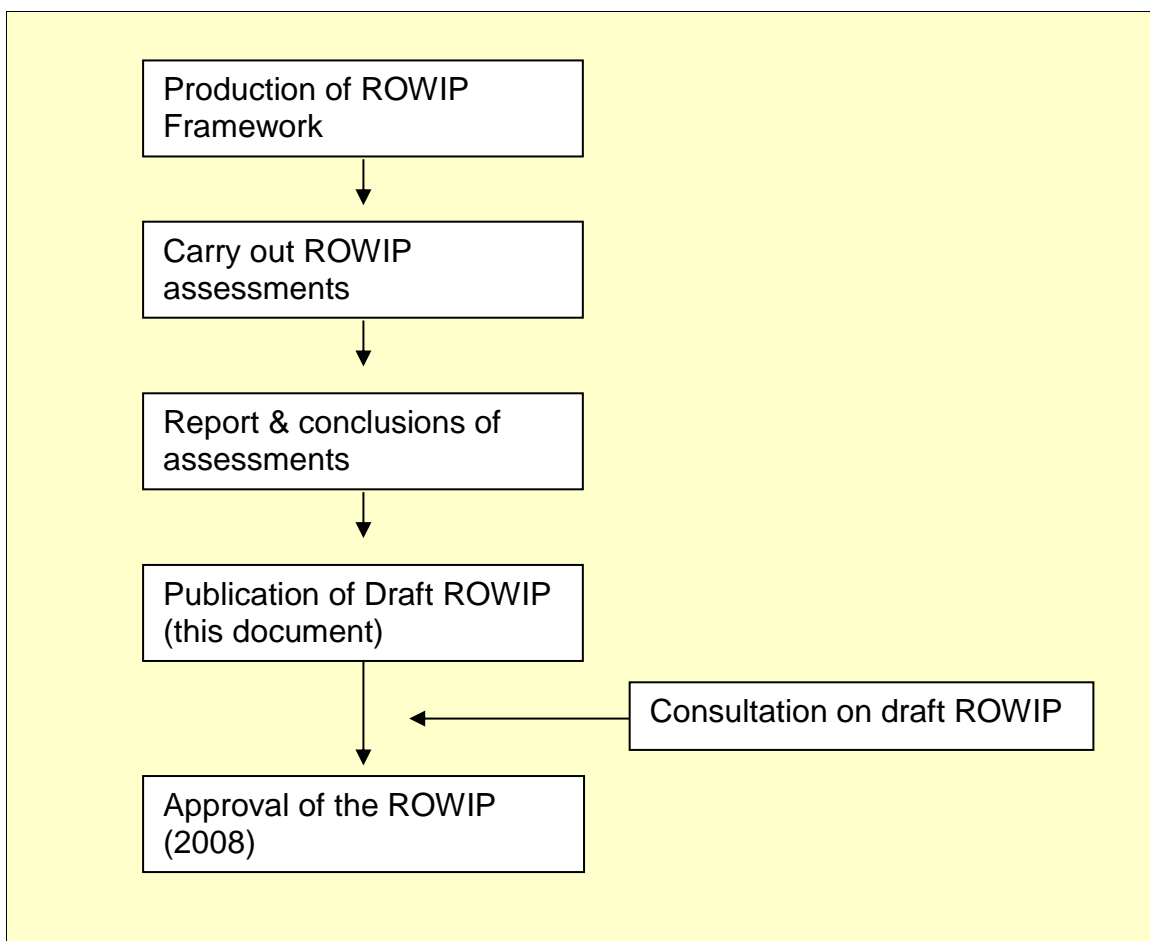 Production of ROWIP
Framework
Carry out ROWIP
assessments
Report & conclusions of
assessments
Publication of Draft ROWIP
(this document)
Consultation on draft ROWIP
Approval of the ROWIP
(2008)